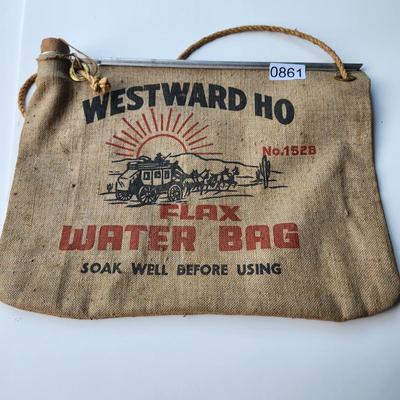 0861
WESTWARD HO
No.152B
FLAX
WATER BAG
SOAK WELL BEFORE USING